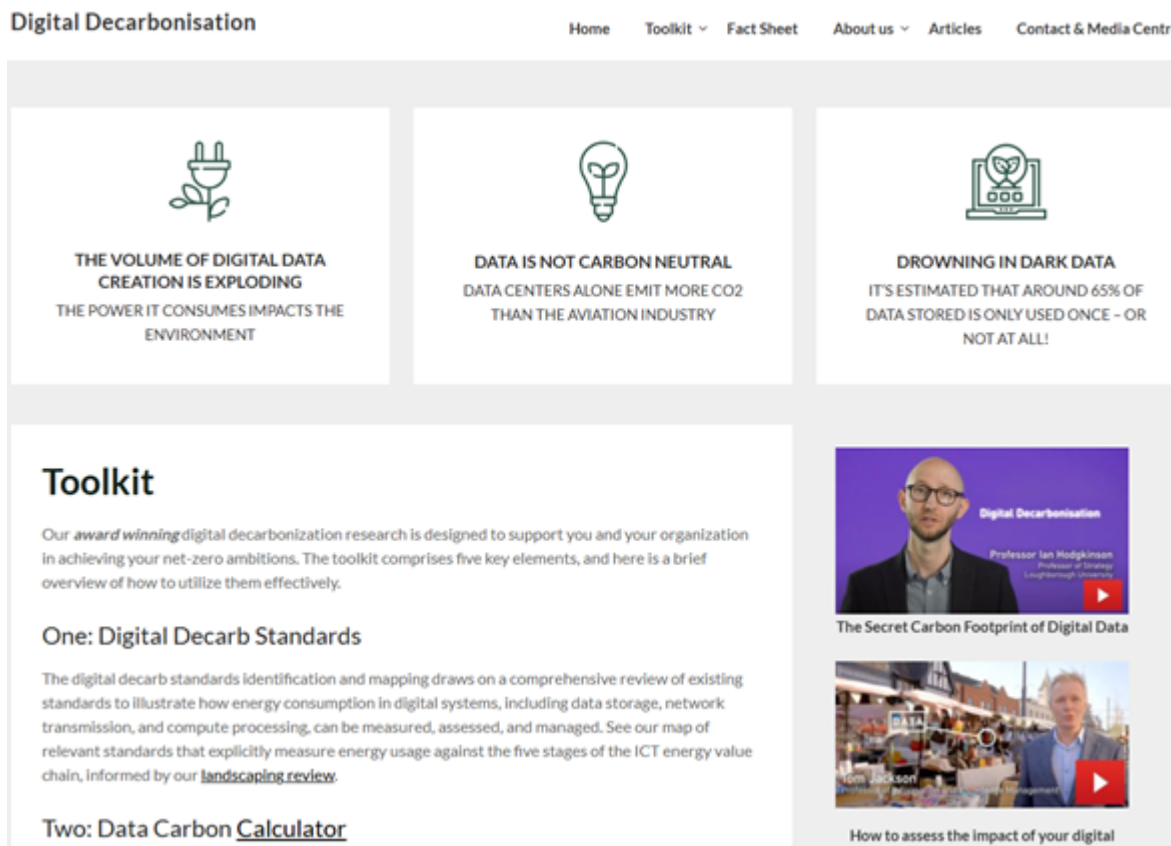 Digital Decarbonisation
Home Toolkit Fact Sheet About us Articles Contact & Media Centr
THE VOLUME OF DIGITAL DATA
CREATION IS EXPLODING
THE POWER IT CONSUMES IMPACTS THE
ENVIRONMENT
DATA IS NOT CARBON NEUTRAL
DATA CENTERS ALONE EMIT MORE CO2
THAN THE AVIATION INDUSTRY
DROWNING IN DARK DATA
IT'S ESTIMATED THAT AROUND 65% OF
DATA STORED IS ONLY USED ONCE – OR
NOT AT ALL!
Toolkit
Our award winning digital decarbonization research is designed to support you and your organization
in achieving your net-zero ambitions. The toolkit comprises five key elements, and here is a brief
overview of how to utilize them effectively.
One: Digital Decarb Standards
The digital decarb standards identification and mapping draws on a comprehensive review of existing
standards to illustrate how energy consumption in digital systems, including data storage, network
transmission, and compute processing, can be measured, assessed, and managed. See our map of
relevant standards that explicitly measure energy usage against the five stages of the ICT energy value
chain, informed by our landscaping review.
Two: Data Carbon Calculator
Digital Decarbonisation
Professor Ian Hodgkinson
Professor of Strategy
Loughborough University
The Secret Carbon Footprint of Digital Data
DATA
Tom Jackson
Professor of Management
How to assess the impact of your digital